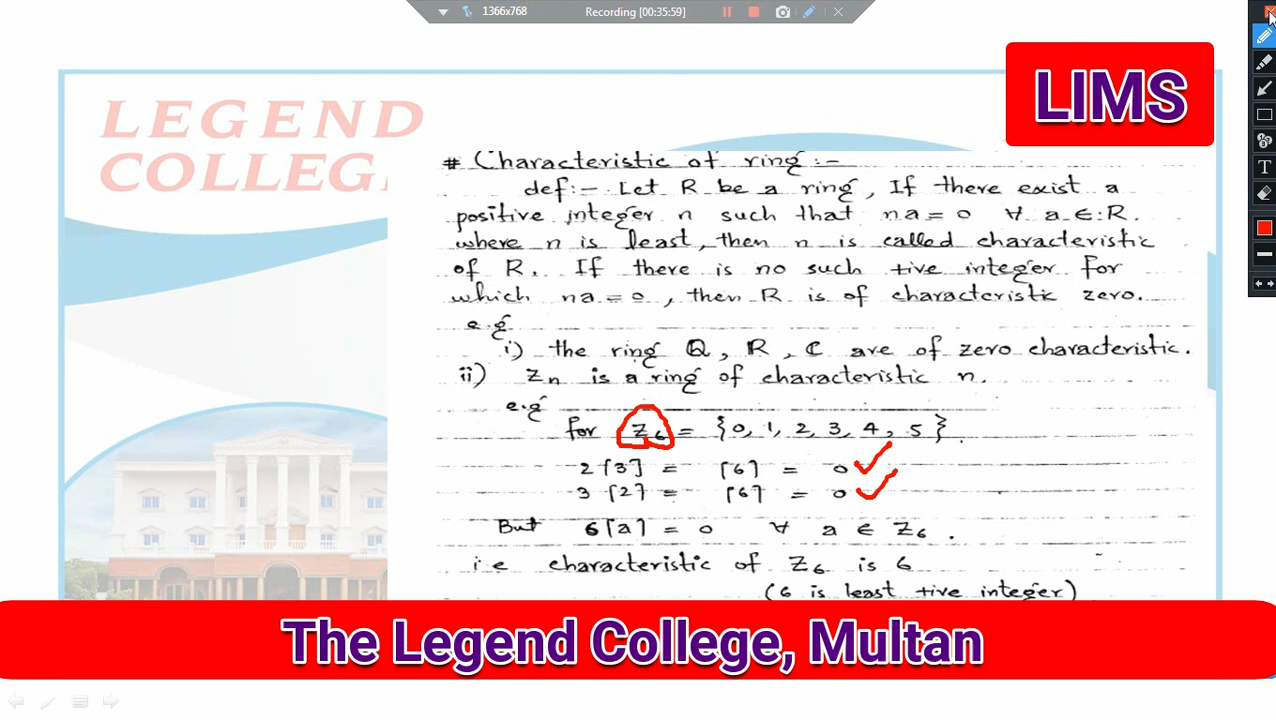 1366x768
Recording [00:35:59]
LIMS
LEGEND
COLLEGE
# Characteristic of ring :-
def:- Let R be a ring, If there exist a
positive integer n such that na = 0 ∀ a ∈ R.
where n is least, then n is called characteristic
of R. If there is no such +tive integer for
which na = 0, then R is of characteristic zero.
e.g
i) the ring Q, R, C are of zero characteristic.
ii) Zn is a ring of characteristic n.
e.g
for Z6 = {0, 1, 2, 3, 4, 5}.
2[3] = [6] = 0
3[2] = [6] = 0
But 6[a] = 0 ∀ a ∈ Z6.
i.e characteristic of Z6 is 6
(6 is least +tive integer)
The Legend College, Multan
T